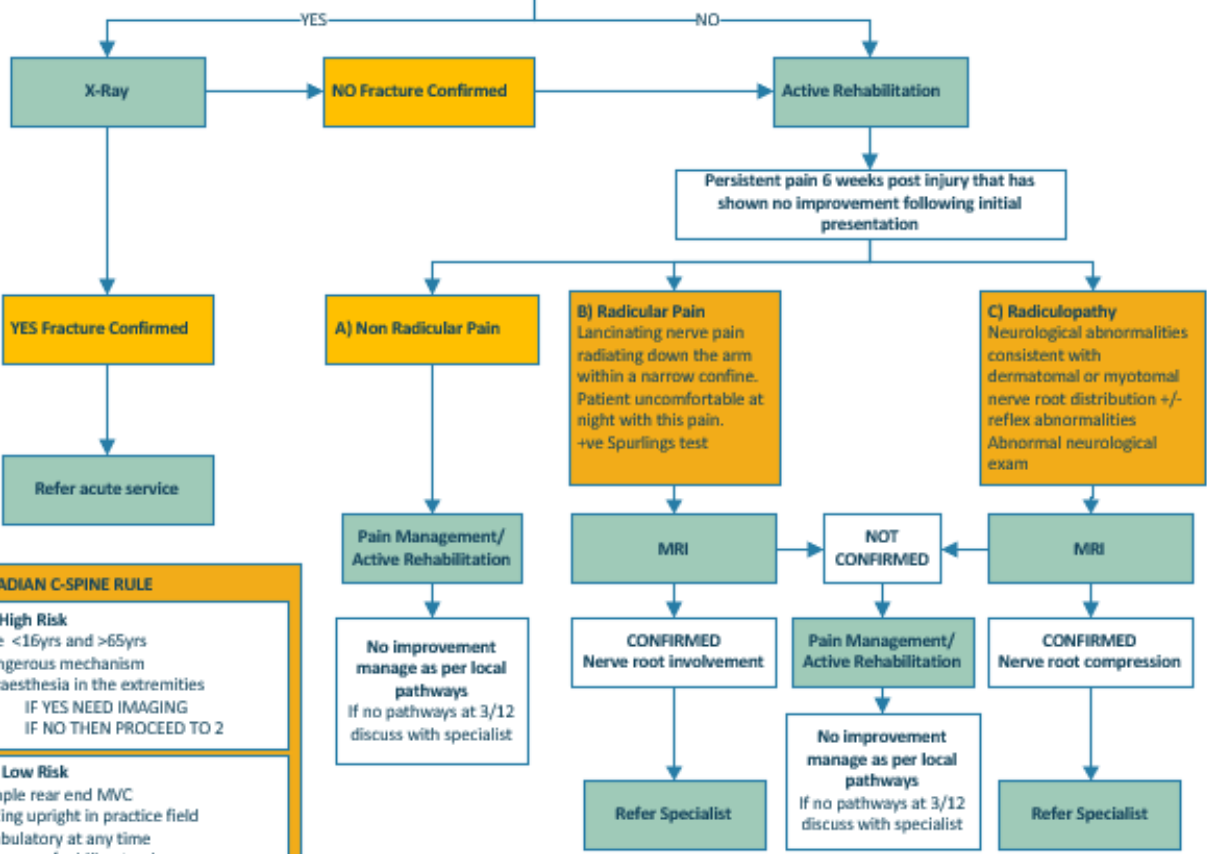 YES
NO
X-Ray
NO Fracture Confirmed
Active Rehabilitation
Persistent pain 6 weeks post injury that has
shown no improvement following initial
presentation
YES Fracture Confirmed
A) Non Radicular Pain
B) Radicular Pain
Lancinating nerve pain
radiating down the arm
within a narrow confine.
Patient uncomfortable at
night with this pain.
+ve Spurlings test
C) Radiculopathy
Neurological abnormalities
consistent with
dermatomal or myotomal
nerve root distribution +/-
reflex abnormalities
Abnormal neurological
exam
Refer acute service
Pain Management/
Active Rehabilitation
MRI
NOT
CONFIRMED
MRI
No improvement
manage as per local
pathways
If no pathways at 3/12
discuss with specialist
CONFIRMED
Nerve root involvement
Pain Management/
Active Rehabilitation
CONFIRMED
Nerve root compression
No improvement
manage as per local
pathways
If no pathways at 3/12
discuss with specialist
Refer Specialist
Refer Specialist
ADIAN C-SPINE RULE
High Risk
<16yrs and >65yrs
ngerous mechanism
aesthesia in the extremities
IF YES NEED IMAGING
IF NO THEN PROCEED TO 2
Low Risk
ple rear end MVC
ing upright in practice field
bulatory at any time